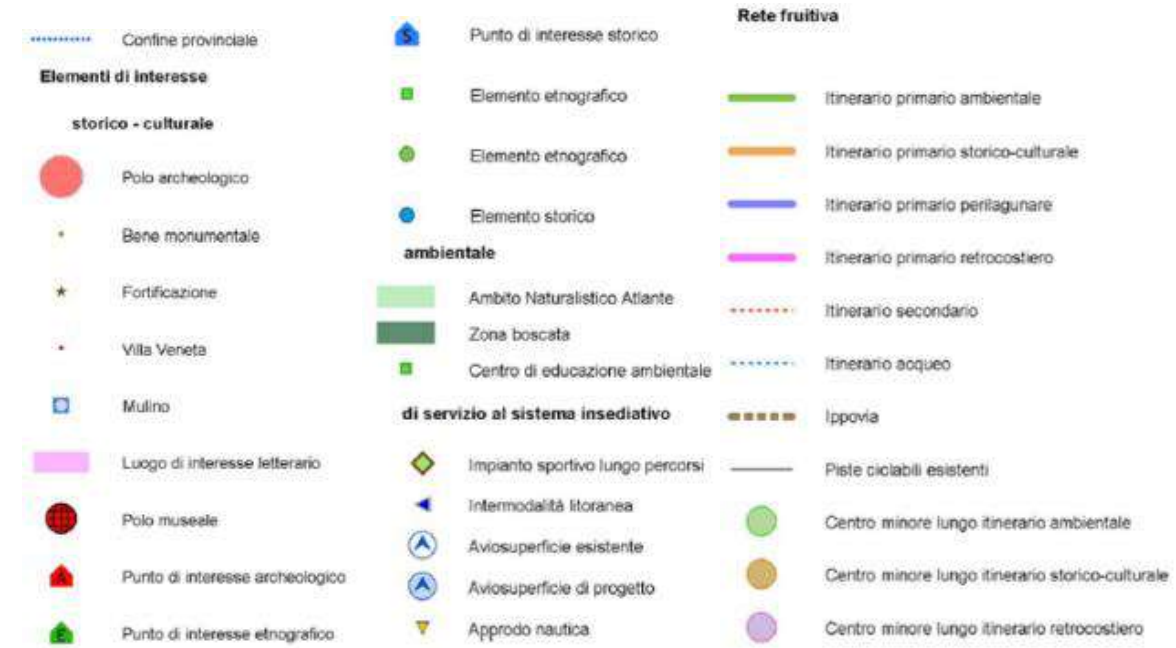 Confine provinciale
Elementi di interesse
storico - culturale
Polo archeologico
Bene monumentale
Fortificazione
Villa Veneta
Mulino
Luogo di interesse letterario
Polo museale
A
Punto di interesse archeologico
E
Punto di interesse etnografico
S
Punto di interesse storico
Elemento etnografico
Elemento etnografico
Elemento storico
ambientale
Ambito Naturalistico Atlante
Zona boscata
Centro di educazione ambientale
di servizio al sistema insediativo
Impianto sportivo lungo percorsi
Intermodalità litoranea
Aviosuperficie esistente
Aviosuperficie di progetto
Approdo nautica
Rete fruitiva
Itinerario primario ambientale
Itinerario primario storico-culturale
Itinerario primario perilagunare
Itinerario primario retrocostiero
Itinerario secondario
Itinerario acqueo
Ippovia
Piste ciclabili esistenti
Centro minore lungo itinerario ambientale
Centro minore lungo itinerario storico-culturale
Centro minore lungo itinerario retrocostiero